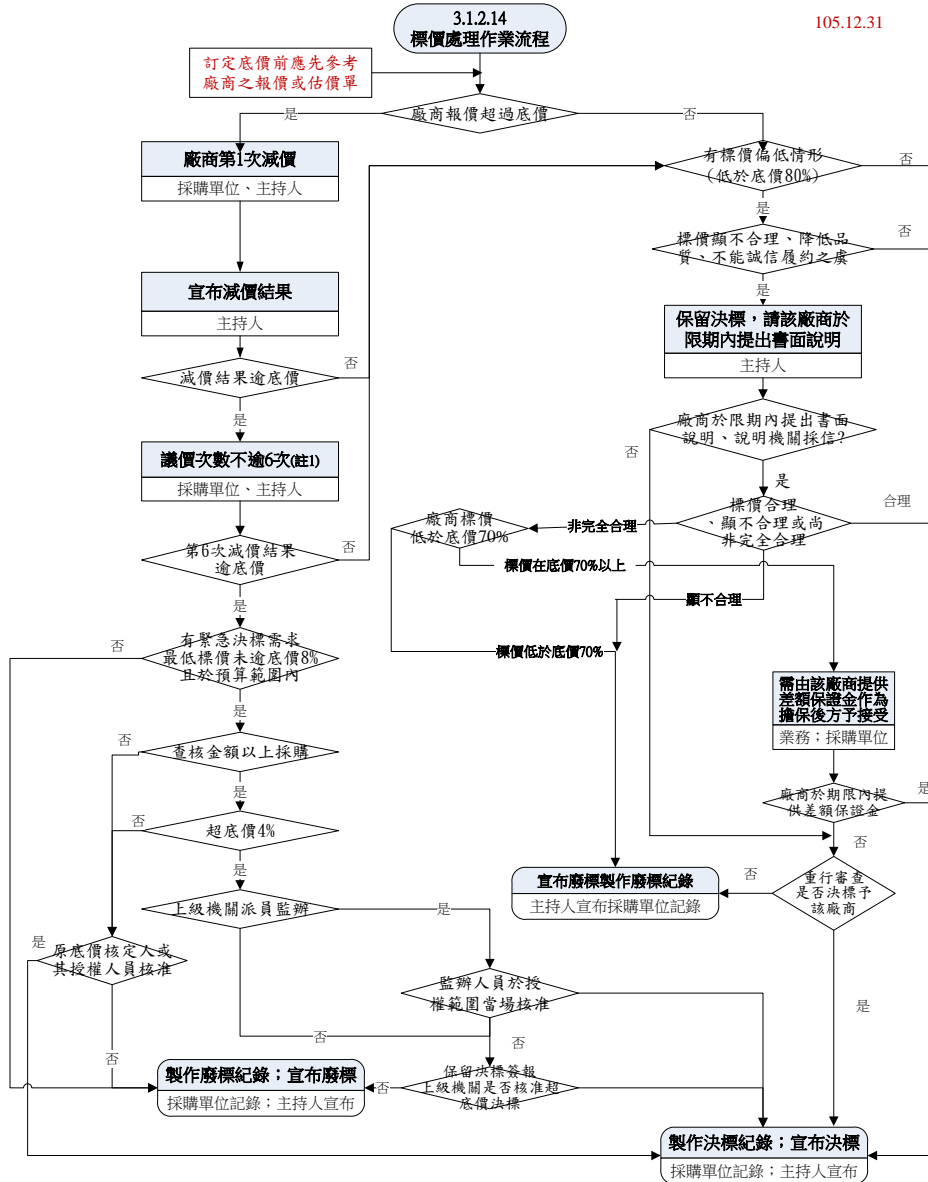 3.1.2.14
標價處理作業流程
105.12.31
訂定底價前應先參考
廠商之報價或估價單
廠商報價超過底價
是
否
廠商第1次減價
採購單位、主持人
有標價偏低情形
(低於底價80%)
否
是
標價顯不合理、降低品
質、不能誠信履約之虞
否
是
宣布減價結果
主持人
保留決標，請該廠商於
限期內提出書面說明
主持人
減價結果逾底價
否
是
廠商於限期內提出書面
說明、說明機關採信?
否
是
議價次數不逾6次(註1)
採購單位、主持人
標價合理
、顯不合理或尚
非完全合理
合理
非完全合理
廠商標價
低於底價70%
標價在底價70%以上
顯不合理
標價低於底價70%
第6次減價結果
逾底價
否
是
有緊急決標需求
最低標價未逾底價8%
且於預算範圍內
否
是
需由該廠商提供
差額保證金作為
擔保後方予接受
業務；採購單位
查核金額以上採購
否
是
廠商於期限內提
供差額保證金
是
否
超底價4%
否
是
重行審查
是否決標予
該廠商
否
是
宣布廢標製作廢標紀錄
主持人宣布採購單位記錄
上級機關派員監辦
是
否
原底價核定人或
其授權人員核准
是
否
監辦人員於授
權範圍當場核准
否
保留決標簽報
上級機關是否核准超
底價決標
否
製作廢標紀錄；宣布廢標
採購單位記錄；主持人宣布
製作決標紀錄；宣布決標
採購單位記錄；主持人宣布